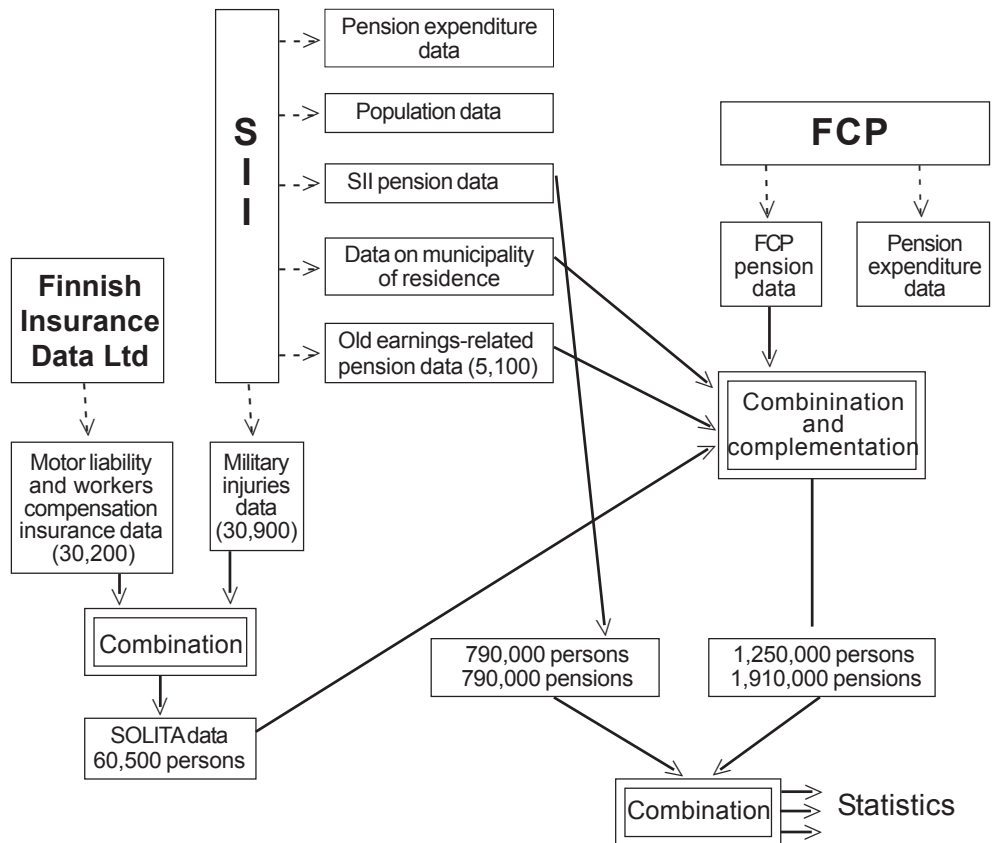 Pension expenditure
data
Population data
S
I
I
SII pension data
Data on municipality
of residence
Old earnings-related
pension data (5,100)
FCP
FCP
pension
data
Pension
expenditure
data
Finnish
Insurance
Data Ltd
Motor liability
and workers
compensation
insurance data
(30,200)
Military
injuries
data
(30,900)
Combinination
and
complementation
Combination
SOLITA data
60,500 persons
790,000 persons
790,000 pensions
1,250,000 persons
1,910,000 pensions
Combination
Statistics